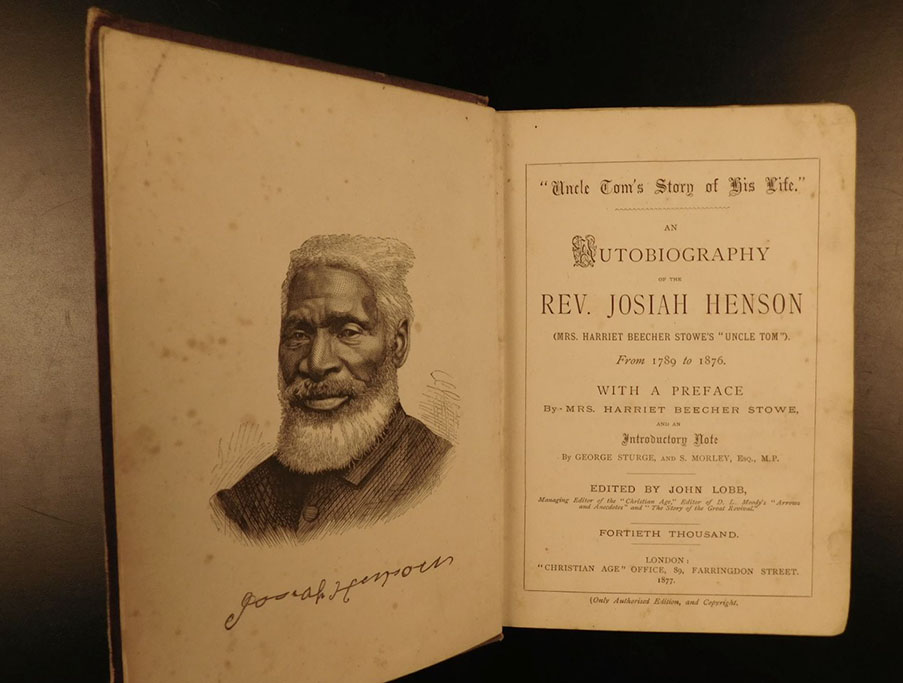 Josiah Henson
"Uncle Tom's Story of His Life."
AN
AUTOBIOGRAPHY
OF THE
REV. JOSIAH HENSON
(MRS. HARRIET BEECHER STOWE'S "UNCLE TOM").
From 1789 to 1876.
WITH A PREFACE
By MRS. HARRIET BEECHER STOWE,
AND AN
Introductory Note
By GEORGE STURGE, AND S. MORLEY, Esq., M.P.
EDITED BY JOHN LOBB,
Managing Editor of the "Christian Age," Editor of D. L. Moody's "Arrows
and Anecdotes" and "The Story of the Great Revival."
FORTIETH THOUSAND.
LONDON:
"CHRISTIAN AGE" OFFICE, 89, FARRINGDON STREET.
1877.
(Only Authorised Edition, and Copyright.